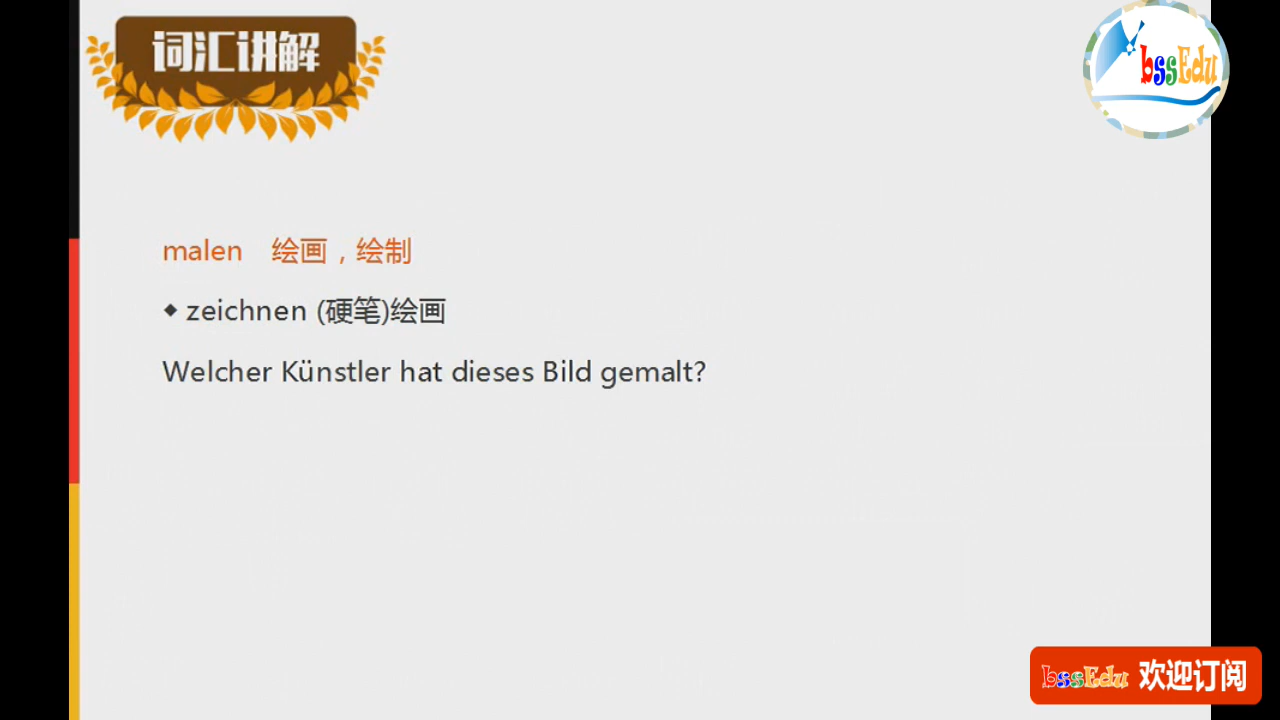 词汇讲解
bssEdu
malen 绘画，绘制
◆ zeichnen (硬笔)绘画
Welcher Künstler hat dieses Bild gemalt?
bssEdu 欢迎订阅